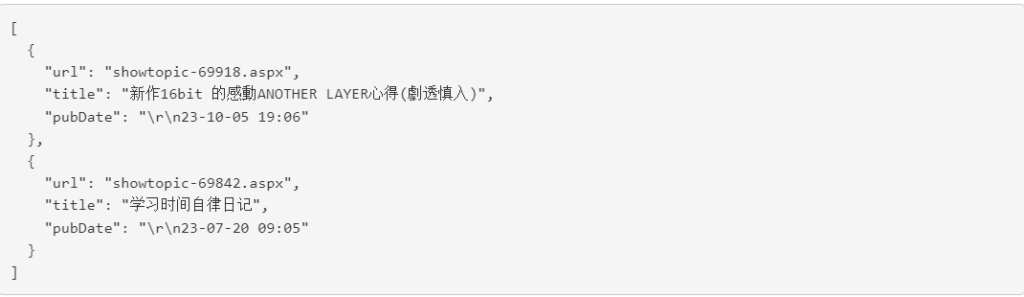 [
  {
    "url": "showtopic-69918.aspx",
    "title": "新作16bit 的感動ANOTHER LAYER心得(劇透慎入)",
    "pubDate": "\r\n23-10-05 19:06"
  },
  {
    "url": "showtopic-69842.aspx",
    "title": "学习时间自律日记",
    "pubDate": "\r\n23-07-20 09:05"
  }
]